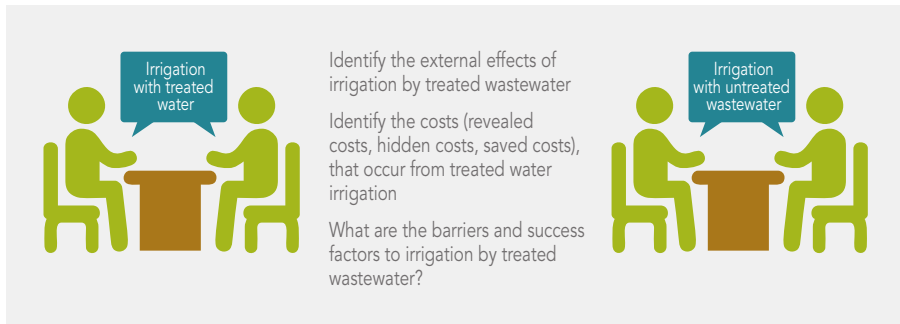 Irrigation
with treated
water
Identify the external effects of
irrigation by treated wastewater
Identify the costs (revealed
costs, hidden costs, saved costs),
that occur from treated water
irrigation
What are the barriers and success
factors to irrigation by treated
wastewater?
Irrigation
with untreated
wastewater